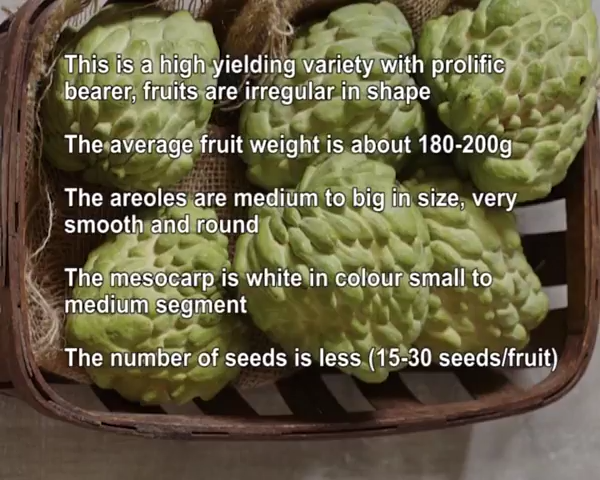 This is a high yielding variety with prolific
bearer, fruits are irregular in shape
The average fruit weight is about 180-200g
The areoles are medium to big in size, very
smooth and round
The mesocarp is white in colour small to
medium segment
The number of seeds is less (15-30 seeds/fruit)